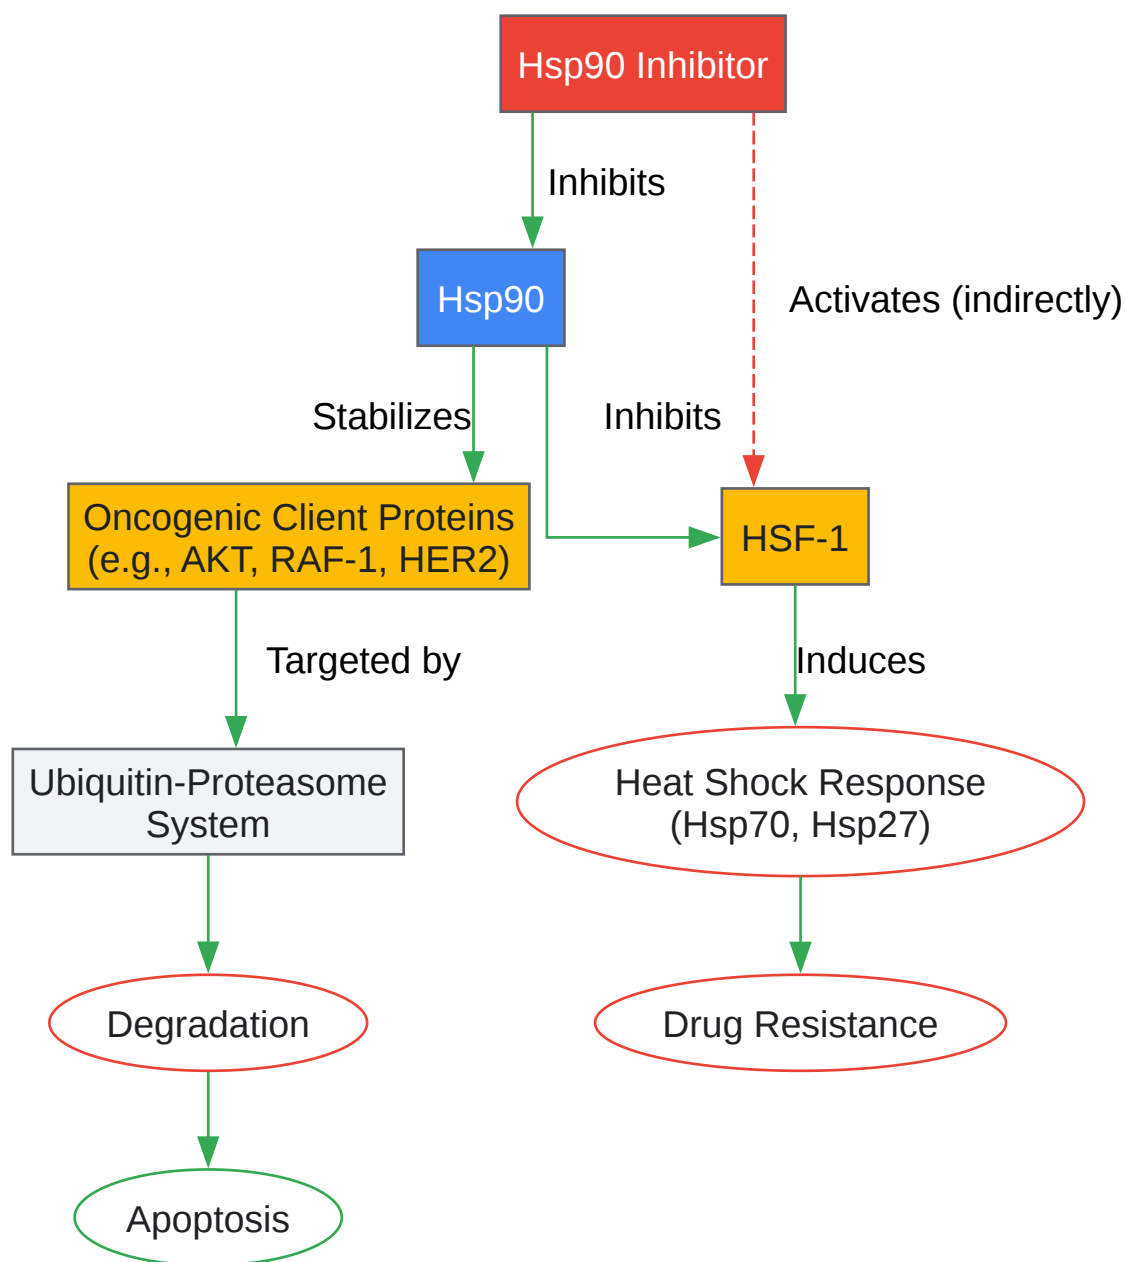 Hsp90 Inhibitor
Inhibits
Hsp90
Activates (indirectly)
Stabilizes
Inhibits
Oncogenic Client Proteins
(e.g., AKT, RAF-1, HER2)
HSF-1
Targeted by
Induces
Ubiquitin-Proteasome
System
Heat Shock Response
(Hsp70, Hsp27)
Degradation
Drug Resistance
Apoptosis